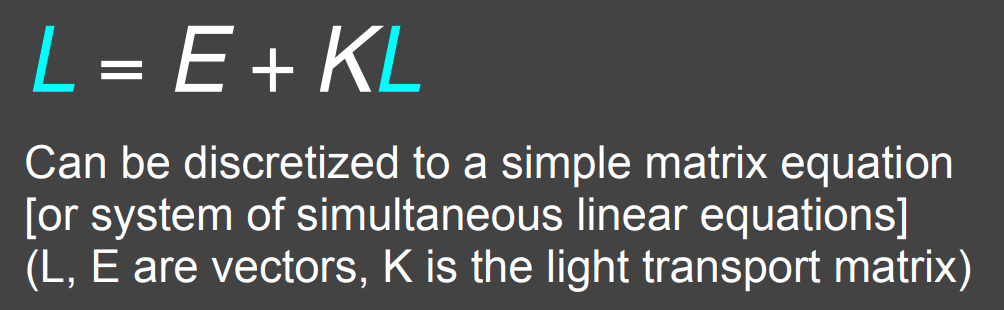 L = E + KL
Can be discretized to a simple matrix equation
[or system of simultaneous linear equations]
(L, E are vectors, K is the light transport matrix)